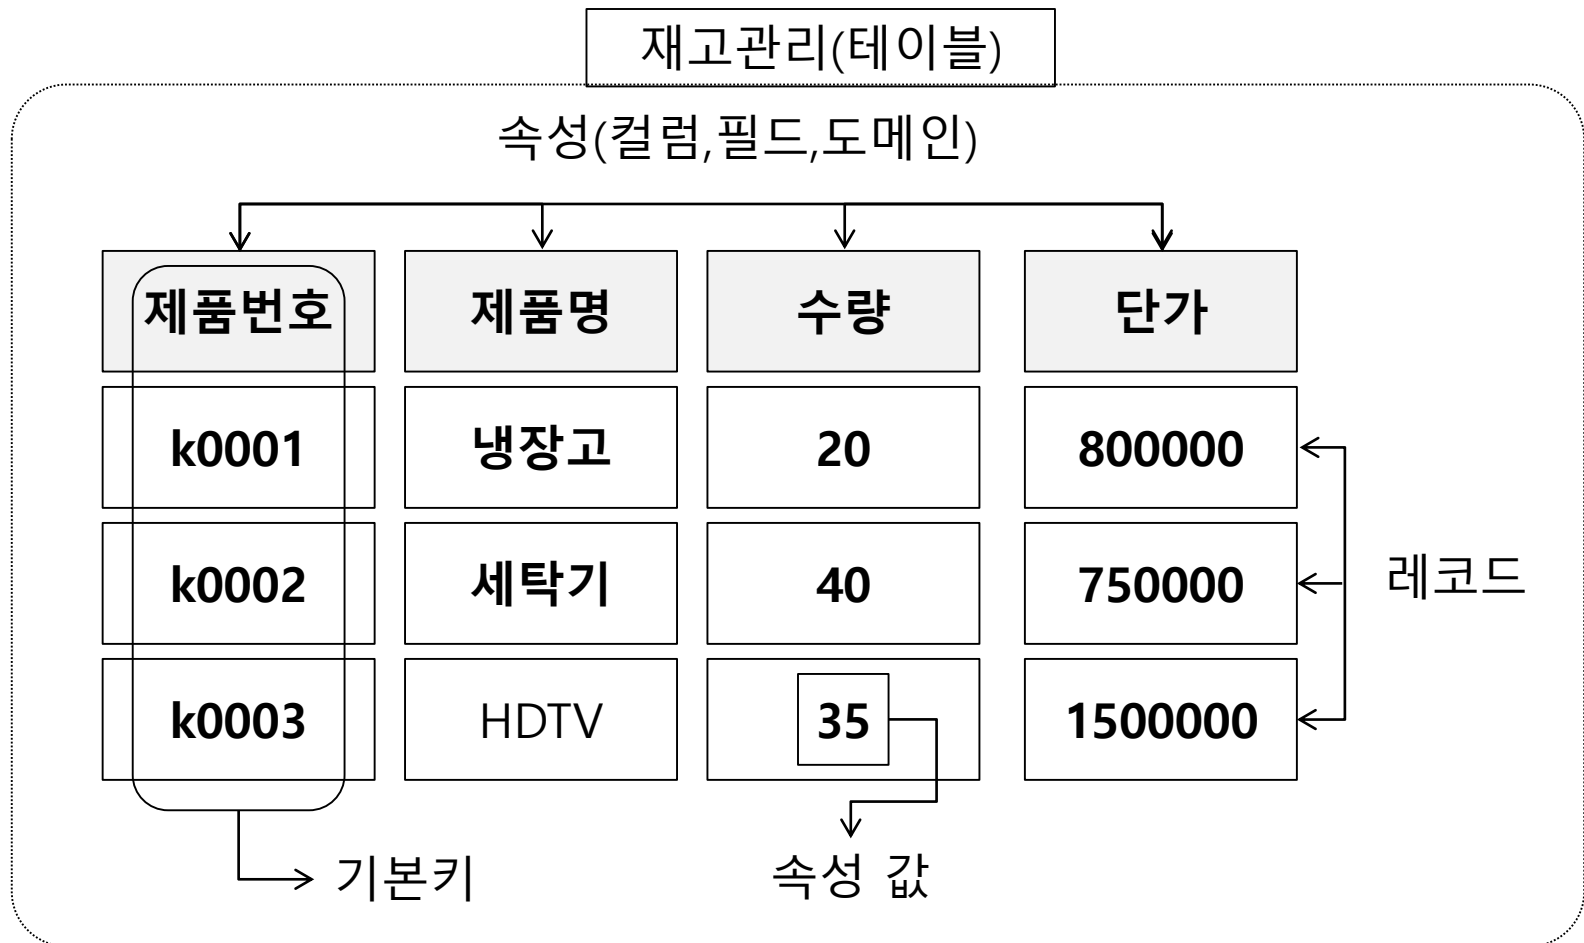 재고관리(테이블)
속성(컬럼,필드,도메인)
제품번호 제품명 수량 단가
k0001 냉장고 20 800000
k0002 세탁기 40 750000
레코드
k0003 HDTV 35 1500000
기본키 속성 값